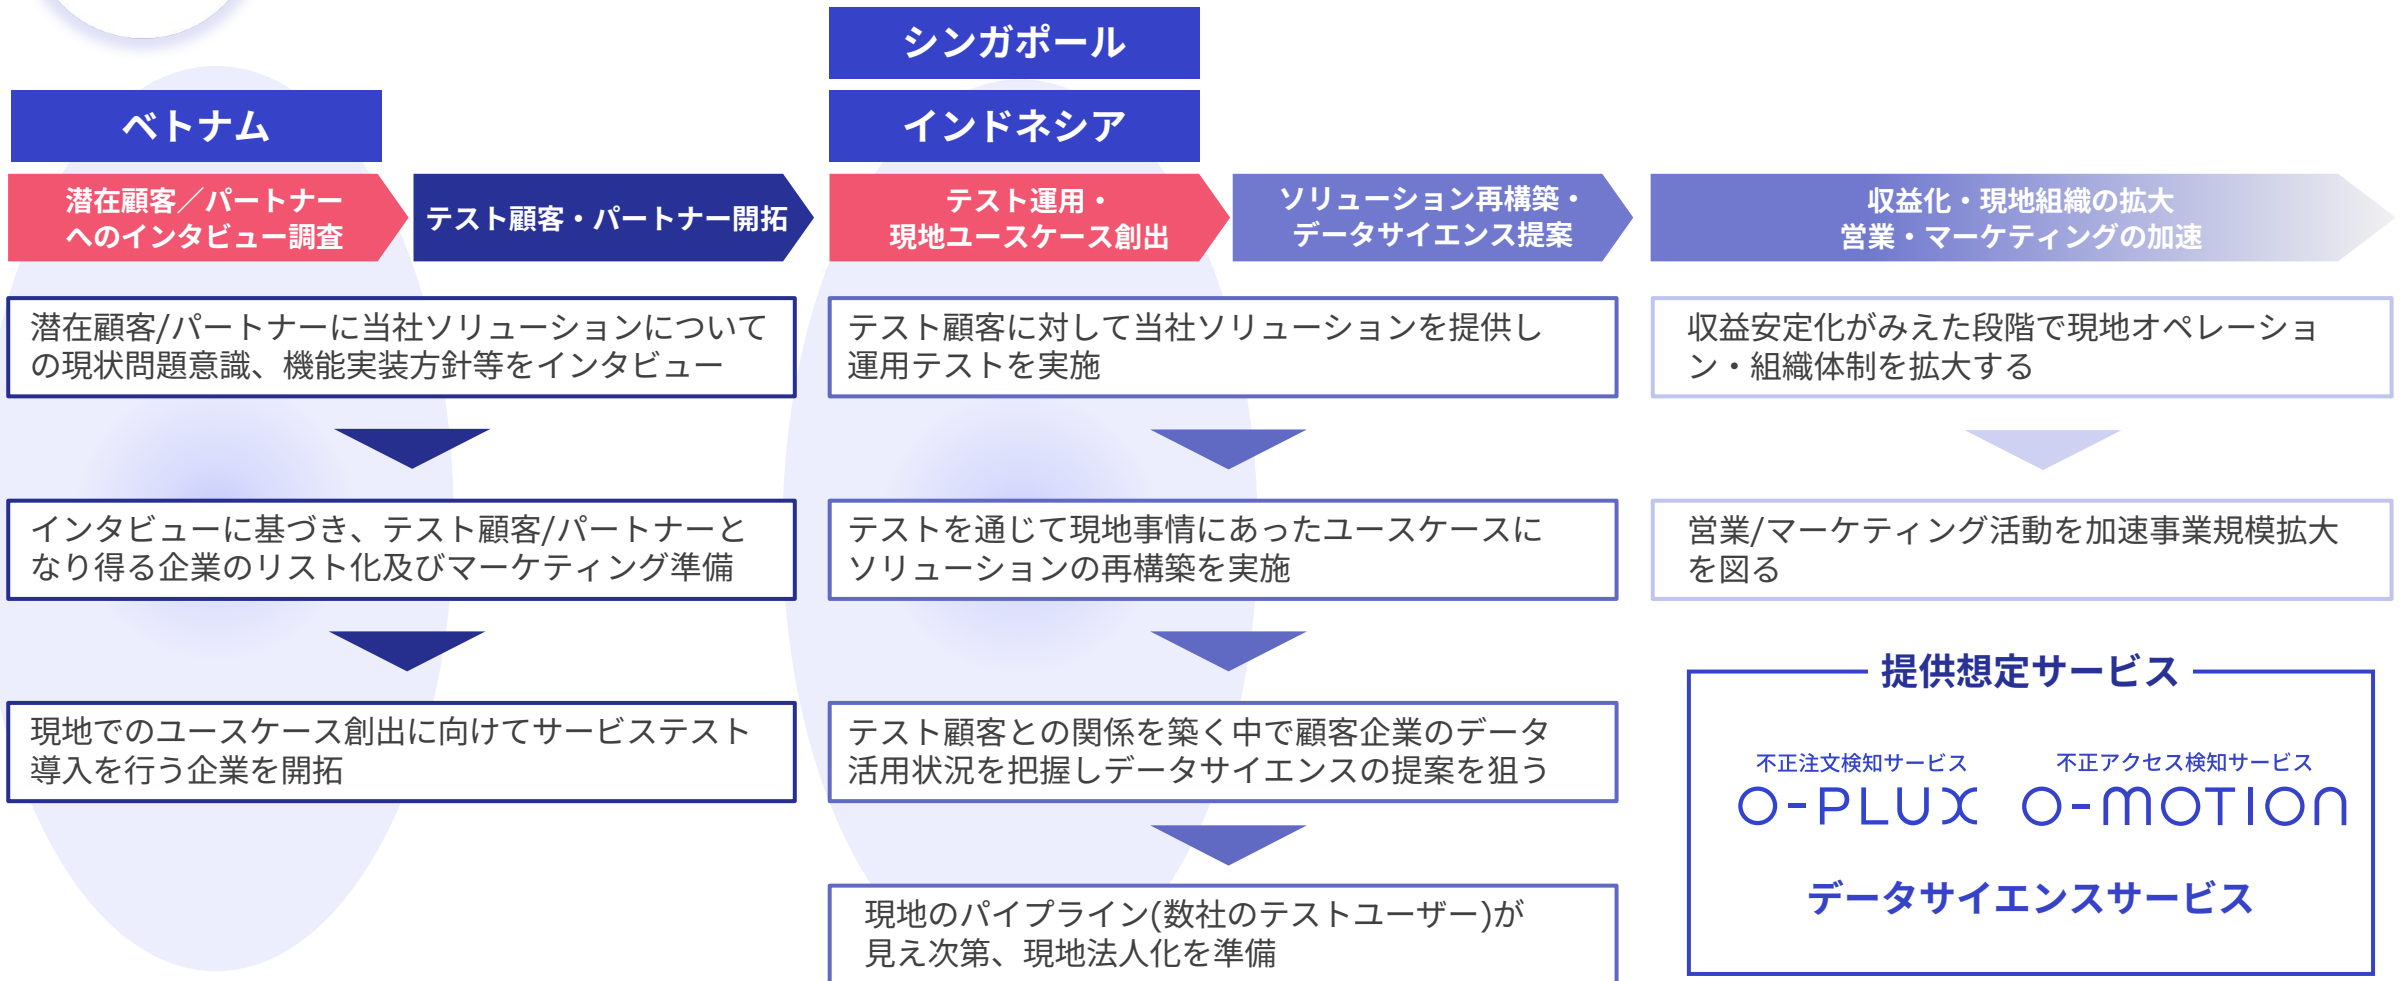 シンガポール
ベトナム
インドネシア
潜在顧客／パートナー
へのインタビュー調査
テスト顧客・パートナー開拓
テスト運用・
現地ユースケース創出
ソリューション再構築・
データサイエンス提案
収益化・現地組織の拡大
営業・マーケティングの加速
潜在顧客/パートナーに当社ソリューションについて
の現状問題意識、機能実装方針等をインタビュー
インタビューに基づき、テスト顧客/パートナーと
なり得る企業のリスト化及びマーケティング準備
現地でのユースケース創出に向けてサービステスト
導入を行う企業を開拓
テスト顧客に対して当社ソリューションを提供し
運用テストを実施
テストを通じて現地事情にあったユースケースに
ソリューションの再構築を実施
テスト顧客との関係を築く中で顧客企業のデータ
活用状況を把握しデータサイエンスの提案を狙う
現地のパイプライン(数社のテストユーザー)が
見え次第、現地法人化を準備
収益安定化がみえた段階で現地オペレーショ
ン・組織体制を拡大する
営業/マーケティング活動を加速事業規模拡大
を図る
提供想定サービス
不正注文検知サービス
O-PLUX
不正アクセス検知サービス
O-MOTION
データサイエンスサービス